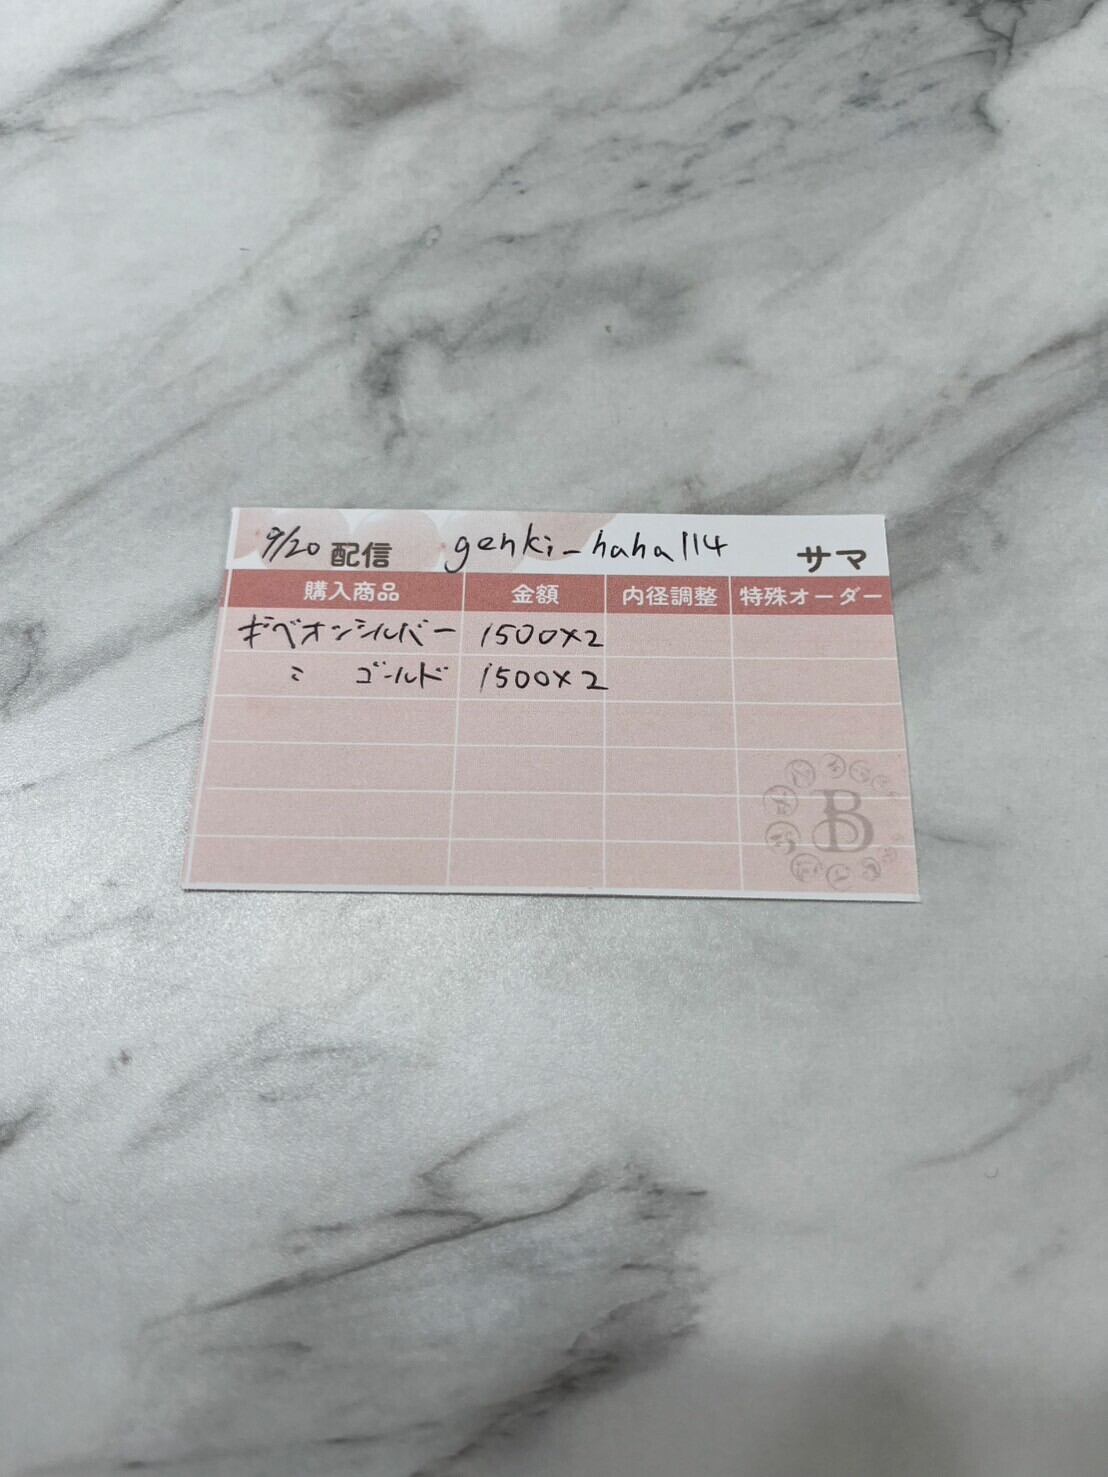 9/20 配信 genki_haha114 サマ
購入商品 金額 内径調整 特殊オーダー
ギベオンシルバー 1500×2
〃 ゴールド 1500×2
B